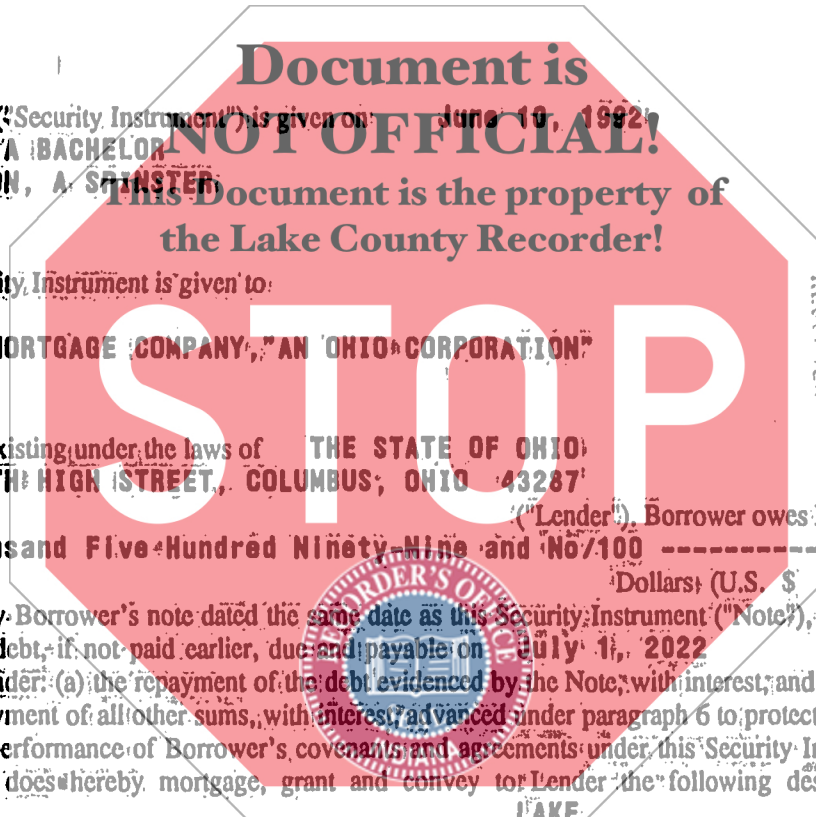 Document is
("Security Instrument") is given on June 10, 1992
NOT OFFICIAL!
A BACHELOR
N, A SPINSTER
This Document is the property of
the Lake County Recorder!
ity Instrument is given to
ORTGAGE COMPANY, "AN OHIO CORPORATION"
STOP
xisting under the laws of THE STATE OF OHIO
TH HIGH STREET, COLUMBUS, OHIO 43287
("Lender"). Borrower owes
sand Five Hundred Ninety-Nine and No/100 ----------
Dollars (U.S. $
RECORDER'S OFFICE
Borrower's note dated the same date as this Security Instrument ("Note"),
debt, if not paid earlier, due and payable on July 1, 2022
der: (a) the repayment of the debt evidenced by the Note, with interest, and
yment of all other sums, with interest, advanced under paragraph 6 to protect
erformance of Borrower's covenants and agreements under this Security I
does hereby mortgage, grant and convey to Lender the following des
LAKE